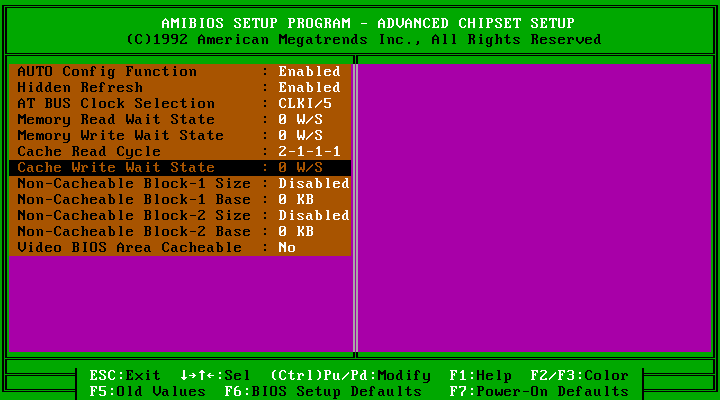 AMIBIOS SETUP PROGRAM - ADVANCED CHIPSET SETUP
(C)1992 American Megatrends Inc., All Rights Reserved
AUTO Config Function : Enabled
Hidden Refresh : Enabled
AT BUS Clock Selection : CLKI/5
Memory Read Wait State : 0 W/S
Memory Write Wait State : 0 W/S
Cache Read Cycle : 2-1-1-1
Cache Write Wait State : 0 W/S
Non-Cacheable Block-1 Size : Disabled
Non-Cacheable Block-1 Base : 0 KB
Non-Cacheable Block-2 Size : Disabled
Non-Cacheable Block-2 Base : 0 KB
Video BIOS Area Cacheable : No
ESC:Exit ↓→↑←:Sel (Ctrl)Pu/Pd:Modify F1:Help F2/F3:Color
F5:Old Values F6:BIOS Setup Defaults F7:Power-On Defaults